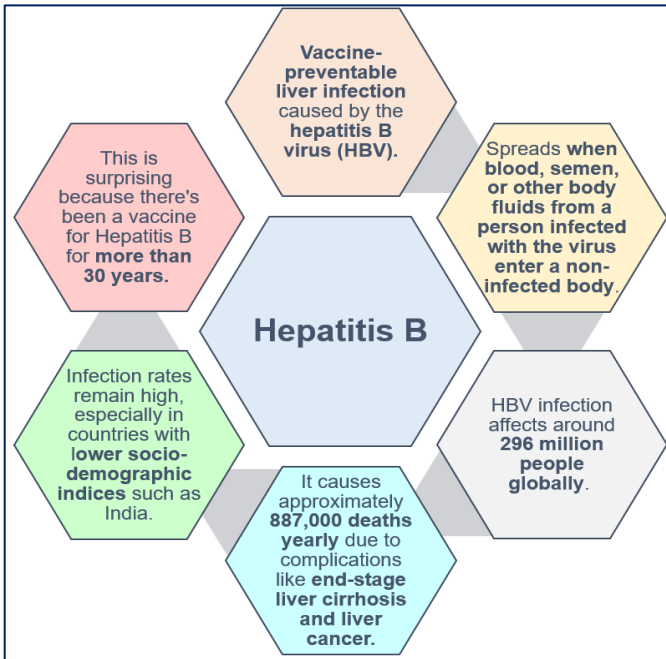 Vaccine-
preventable
liver infection
caused by the
hepatitis B
virus (HBV).
Spreads when
blood, semen,
or other body
fluids from a
person infected
with the virus
enter a non-
infected body.
HBV infection
affects around
296 million
people
globally.
It causes
approximately
887,000 deaths
yearly due to
complications
like end-stage
liver cirrhosis
and liver
cancer.
Infection rates
remain high,
especially in
countries with
lower socio-
demographic
indices such as
India.
This is
surprising
because there's
been a vaccine
for Hepatitis B
for more than
30 years.
Hepatitis B